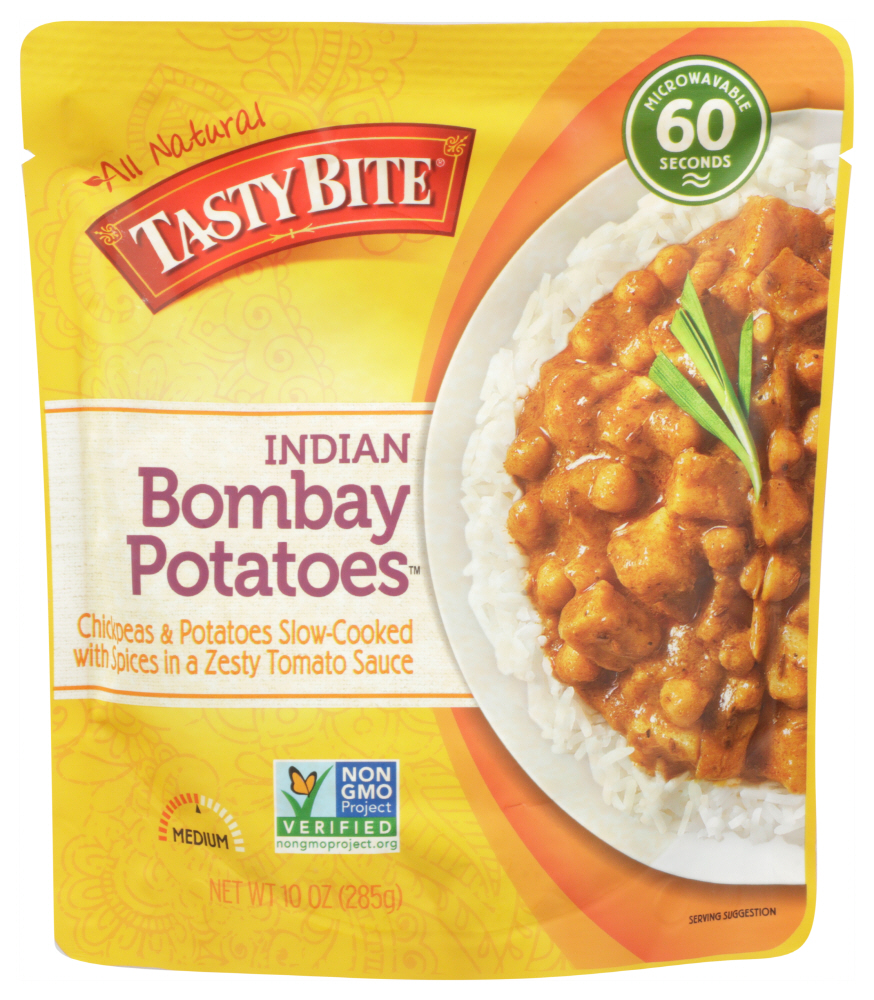 All Natural
TASTY BITE®
MICROWAVABLE
60
SECONDS
INDIAN
Bombay
Potatoes™
Chickpeas & Potatoes Slow-Cooked
with Spices in a Zesty Tomato Sauce
MEDIUM
NON
GMO
Project
VERIFIED
nongmoproject.org
NET WT 10 OZ (285g)
SERVING SUGGESTION